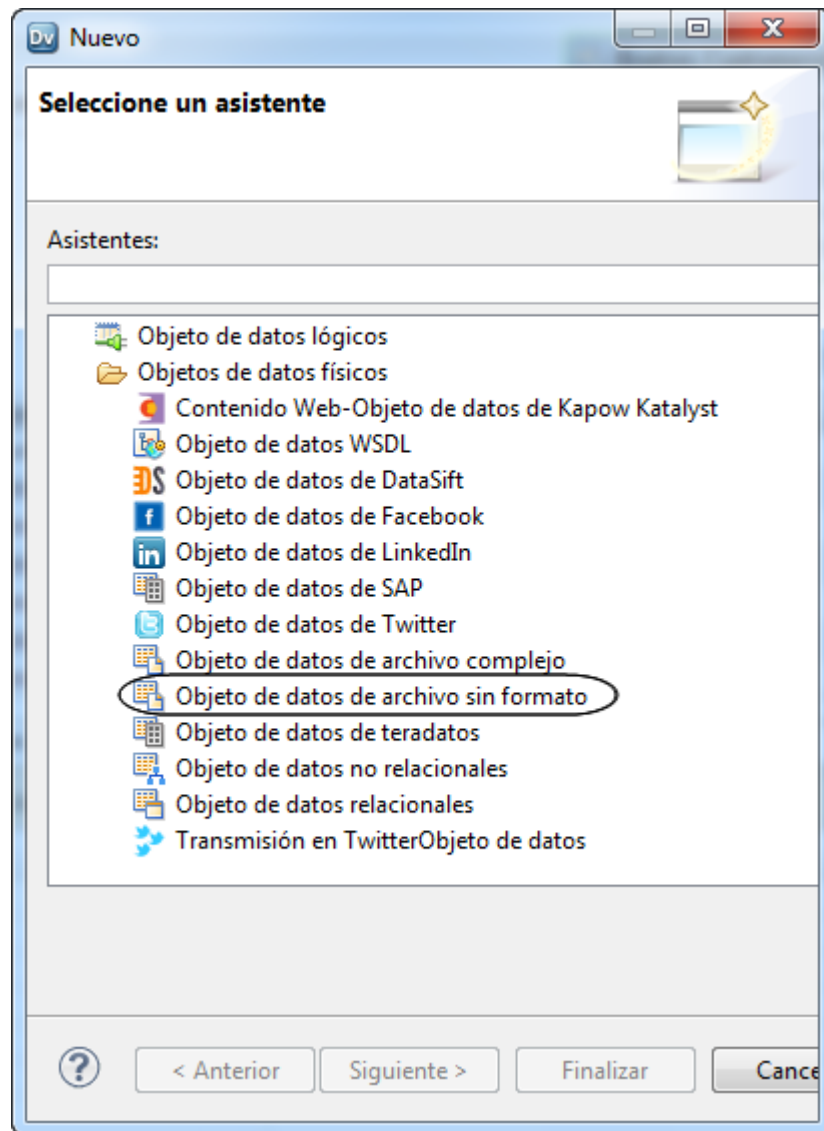 Dv Nuevo
Seleccione un asistente
Asistentes:
Objeto de datos lógicos
Objetos de datos físicos
Contenido Web-Objeto de datos de Kapow Katalyst
Objeto de datos WSDL
DS Objeto de datos de DataSift
f Objeto de datos de Facebook
in Objeto de datos de LinkedIn
Objeto de datos de SAP
Objeto de datos de Twitter
Objeto de datos de archivo complejo
Objeto de datos de archivo sin formato
Objeto de datos de teradatos
Objeto de datos no relacionales
Objeto de datos relacionales
Transmisión en TwitterObjeto de datos
? < Anterior Siguiente > Finalizar Cance